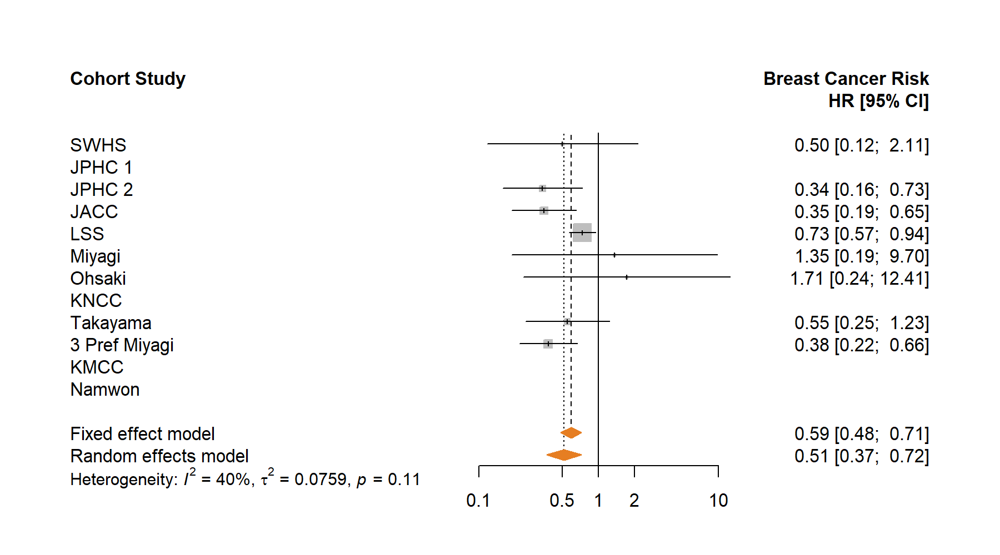 Cohort Study Breast Cancer Risk
HR [95% CI]
SWHS 0.50 [0.12; 2.11]
JPHC 1
JPHC 2 0.34 [0.16; 0.73]
JACC 0.35 [0.19; 0.65]
LSS 0.73 [0.57; 0.94]
Miyagi 1.35 [0.19; 9.70]
Ohsaki 1.71 [0.24; 12.41]
KNCC
Takayama 0.55 [0.25; 1.23]
3 Pref Miyagi 0.38 [0.22; 0.66]
KMCC
Namwon
Fixed effect model 0.59 [0.48; 0.71]
Random effects model 0.51 [0.37; 0.72]
Heterogeneity: I² = 40%, τ² = 0.0759, p = 0.11
0.1 0.5 1 2 10